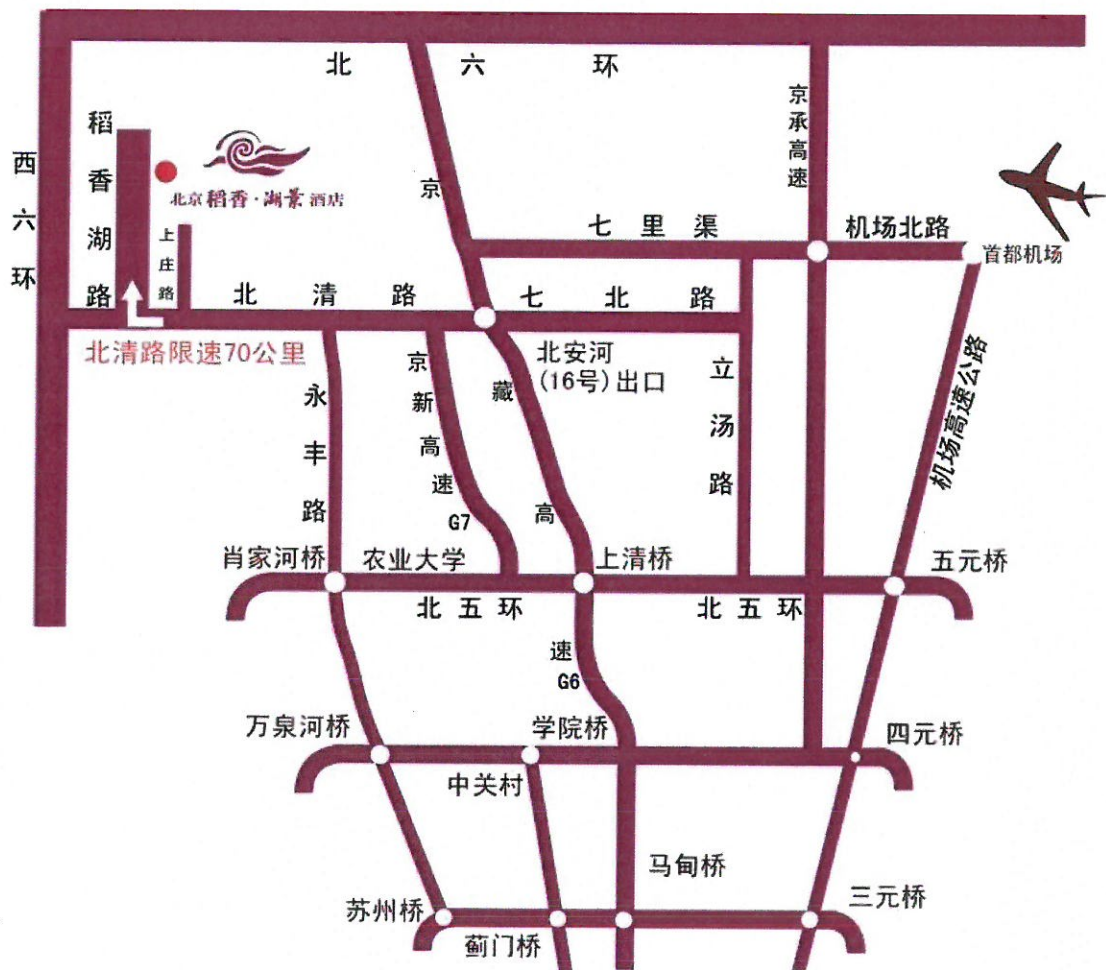 北六环
京承高速
稻香湖路
西六环
北京稻香·湖景酒店
上庄路
京藏高速
G6
七里渠
机场北路
首都机场
北清路
七北路
北清路限速70公里
北安河
(16号)出口
永丰路
京新高速
G7
立汤路
机场高速公路
肖家河桥
农业大学
上清桥
五元桥
北五环
北五环
万泉河桥
学院桥
四元桥
中关村
马甸桥
苏州桥
蓟门桥
三元桥